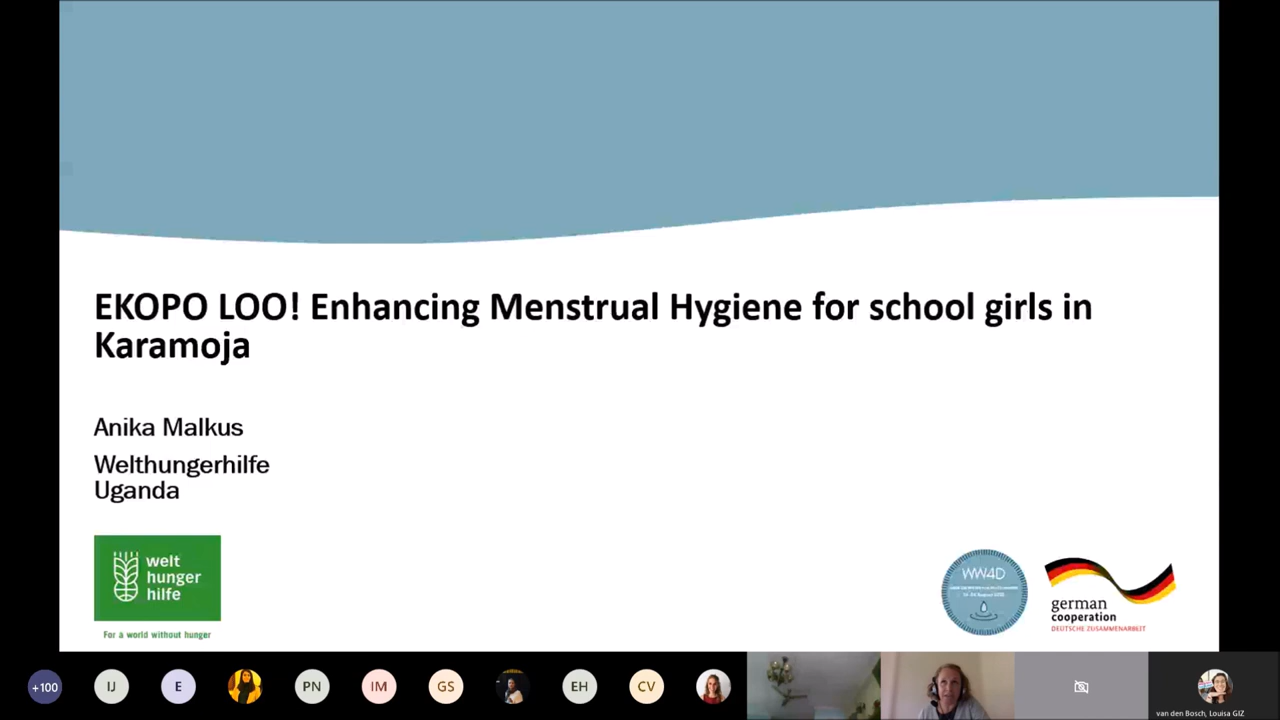 EKOPO LOO! Enhancing Menstrual Hygiene for school girls in
Karamoja
Anika Malkus
Welthungerhilfe
Uganda
welt
hunger
hilfe
For a world without hunger
WW4D
german
cooperation
DEUTSCHE ZUSAMMENARBEIT
+100
IJ
E
PN
IM
GS
EH
CV
van den Bosch, Louisa GIZ